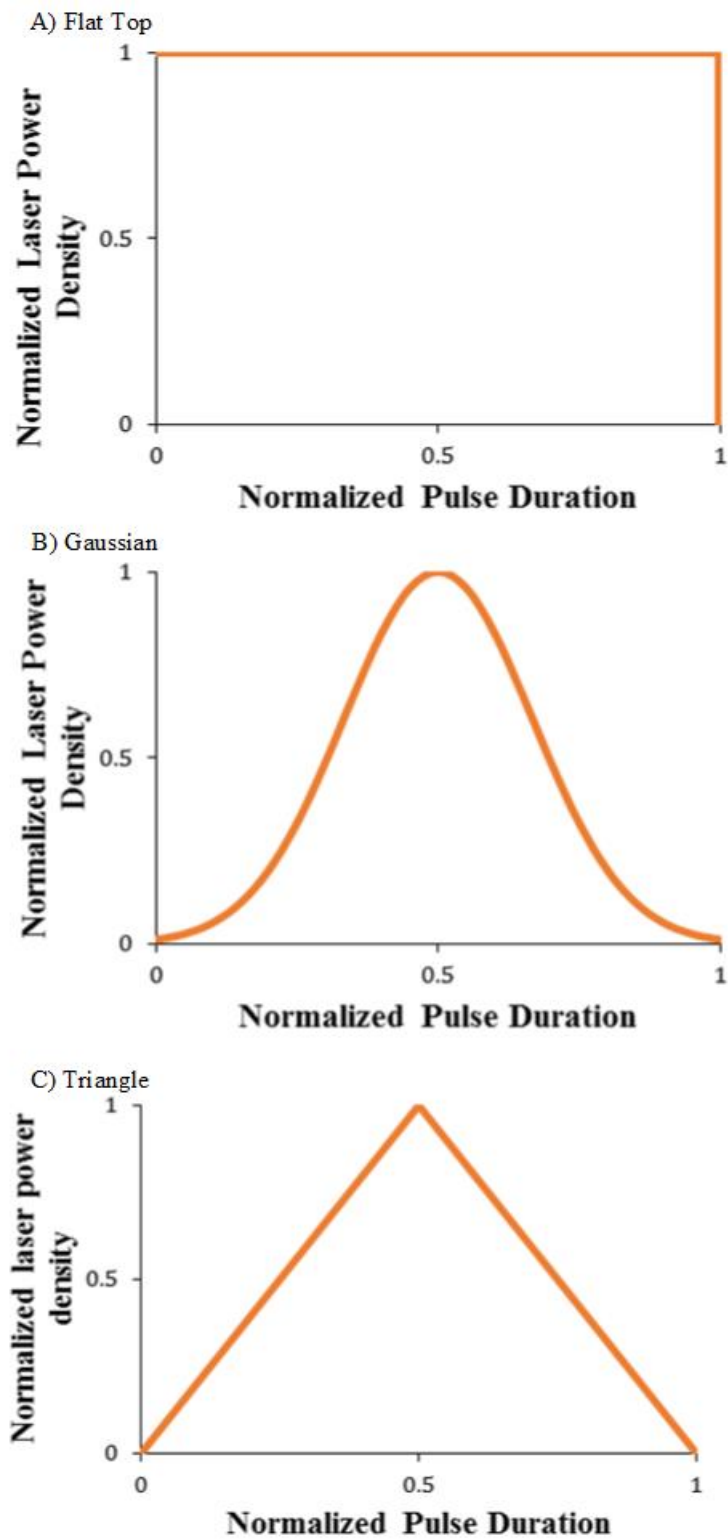 A) Flat Top
1
0.5
0
Normalized Laser Power
Density
0 0.5 1
Normalized Pulse Duration
B) Gaussian
1
0.5
0
Normalized Laser Power
Density
0 0.5 1
Normalized Pulse Duration
C) Triangle
1
0.5
0
Normalized laser power
density
0 0.5 1
Normalized Pulse Duration